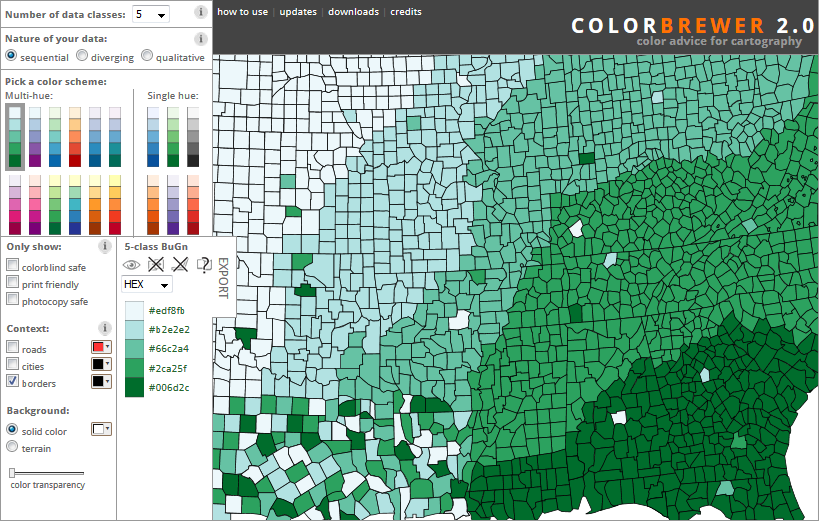 Number of data classes: 5 i
how to use | updates | downloads | credits
COLORBREWER 2.0
color advice for cartography
Nature of your data: i
sequential diverging qualitative
Pick a color scheme:
Multi-hue: Single hue:
Only show: i
colorblind safe
print friendly
photocopy safe
Context: i
roads
cities
borders
Background:
solid color
terrain
color transparency
5-class BuGn
HEX
EXPORT
#edf8fb
#b2e2e2
#66c2a4
#2ca25f
#006d2c